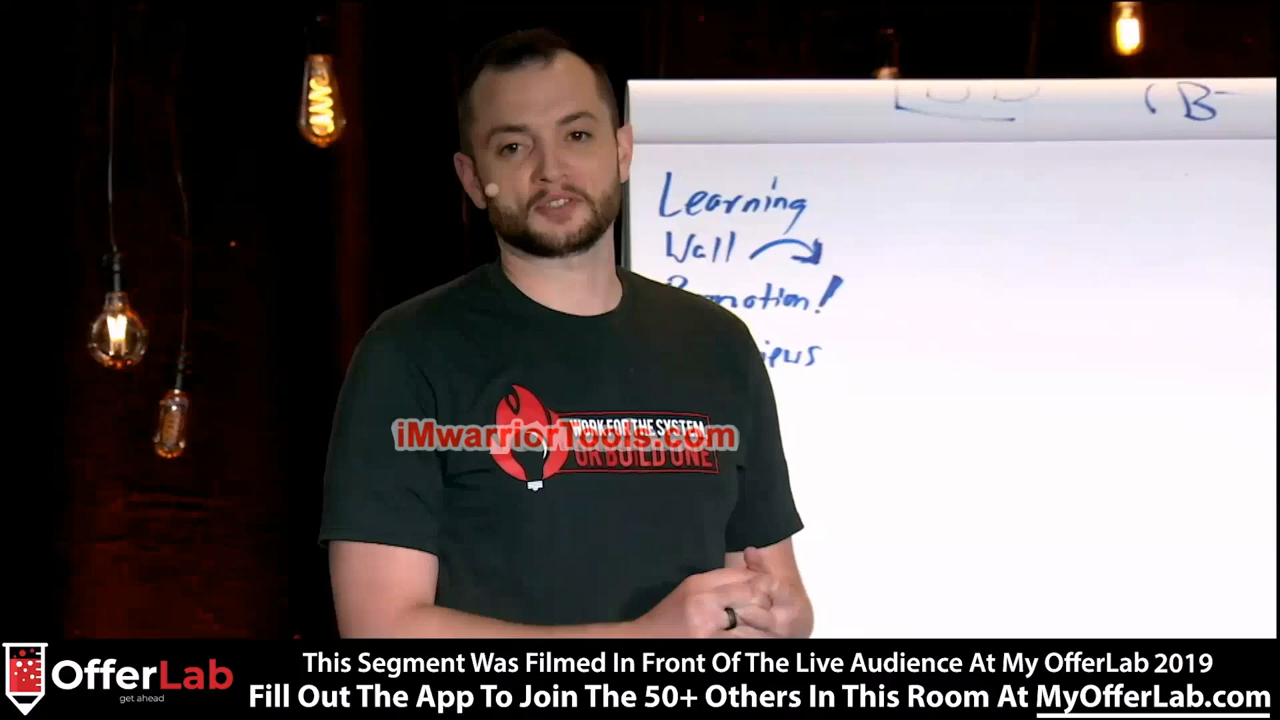 Learning
Wall
!
WORK FOR THE SYSTEM
OR BUILD ONE
iMwarriorTools.com
OfferLab
get ahead
This Segment Was Filmed In Front Of The Live Audience At My OfferLab 2019
Fill Out The App To Join The 50+ Others In This Room At MyOfferLab.com